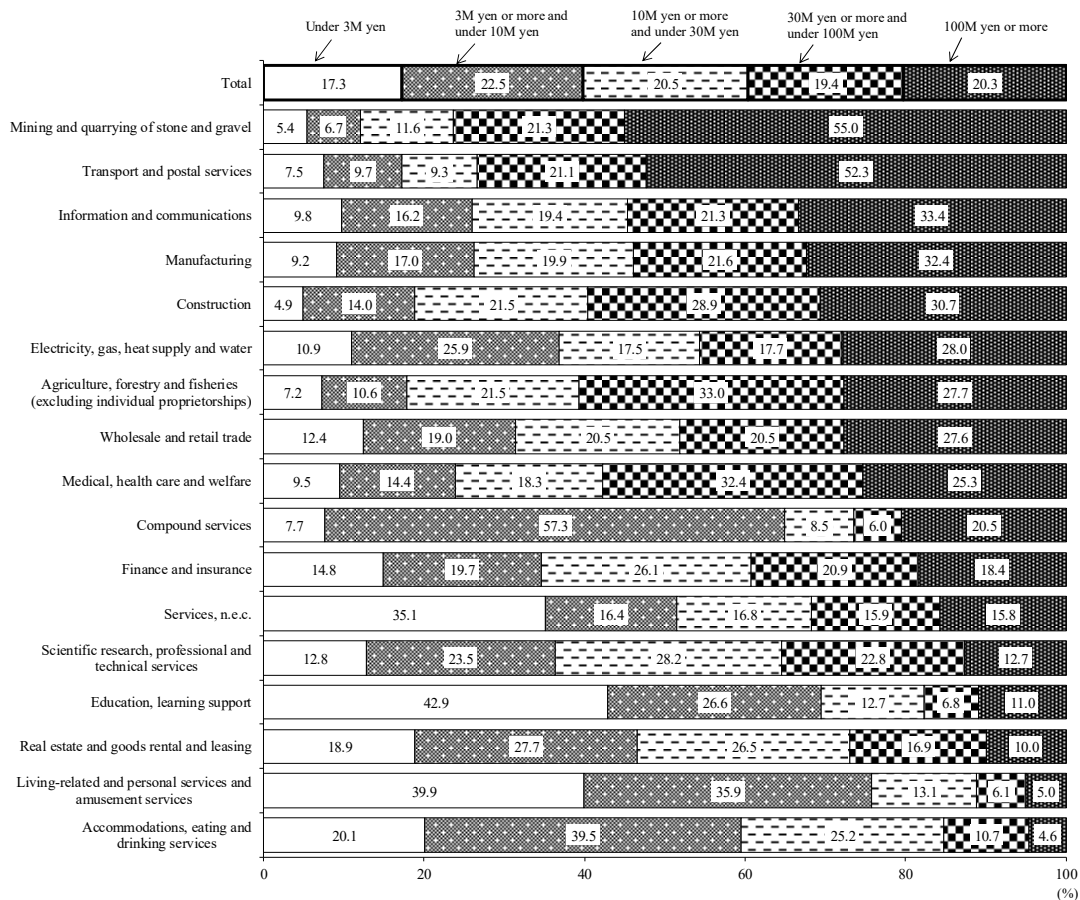 Under 3M yen
3M yen or more and
under 10M yen
10M yen or more
and under 30M yen
30M yen or more and
under 100M yen
100M yen or more
Total
17.3 22.5 20.5 19.4 20.3
Mining and quarrying of stone and gravel
5.4 6.7 11.6 21.3 55.0
Transport and postal services
7.5 9.7 9.3 21.1 52.3
Information and communications
9.8 16.2 19.4 21.3 33.4
Manufacturing
9.2 17.0 19.9 21.6 32.4
Construction
4.9 14.0 21.5 28.9 30.7
Electricity, gas, heat supply and water
10.9 25.9 17.5 17.7 28.0
Agriculture, forestry and fisheries
(excluding individual proprietorships)
7.2 10.6 21.5 33.0 27.7
Wholesale and retail trade
12.4 19.0 20.5 20.5 27.6
Medical, health care and welfare
9.5 14.4 18.3 32.4 25.3
Compound services
7.7 57.3 8.5 6.0 20.5
Finance and insurance
14.8 19.7 26.1 20.9 18.4
Services, n.e.c.
35.1 16.4 16.8 15.9 15.8
Scientific research, professional and
technical services
12.8 23.5 28.2 22.8 12.7
Education, learning support
42.9 26.6 12.7 6.8 11.0
Real estate and goods rental and leasing
18.9 27.7 26.5 16.9 10.0
Living-related and personal services and
amusement services
39.9 35.9 13.1 6.1 5.0
Accommodations, eating and
drinking services
20.1 39.5 25.2 10.7 4.6
0 20 40 60 80 100
(%)